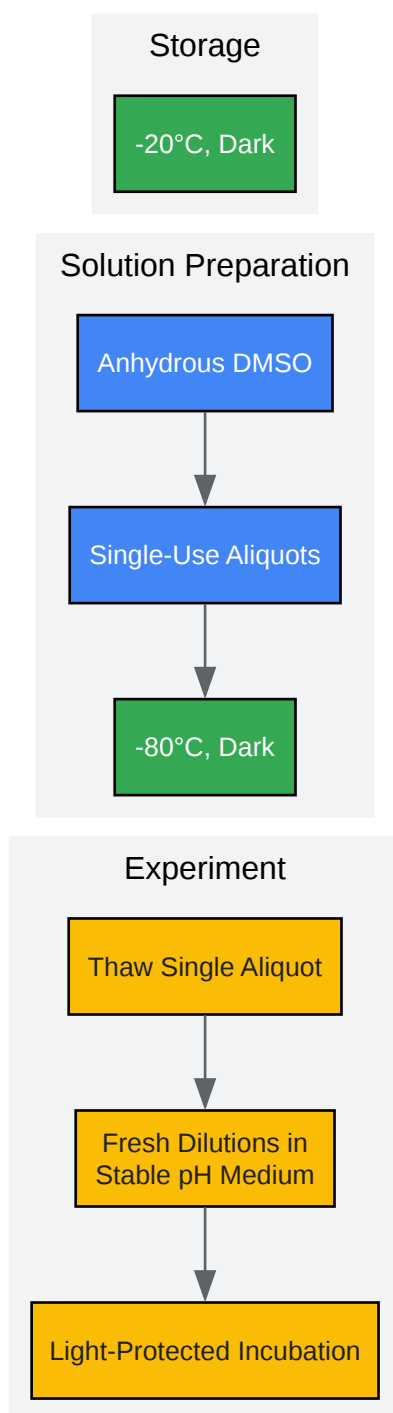 Storage
-20°C, Dark
Solution Preparation
Anhydrous DMSO
Single-Use Aliquots
-80°C, Dark
Experiment
Thaw Single Aliquot
Fresh Dilutions in
Stable pH Medium
Light-Protected Incubation